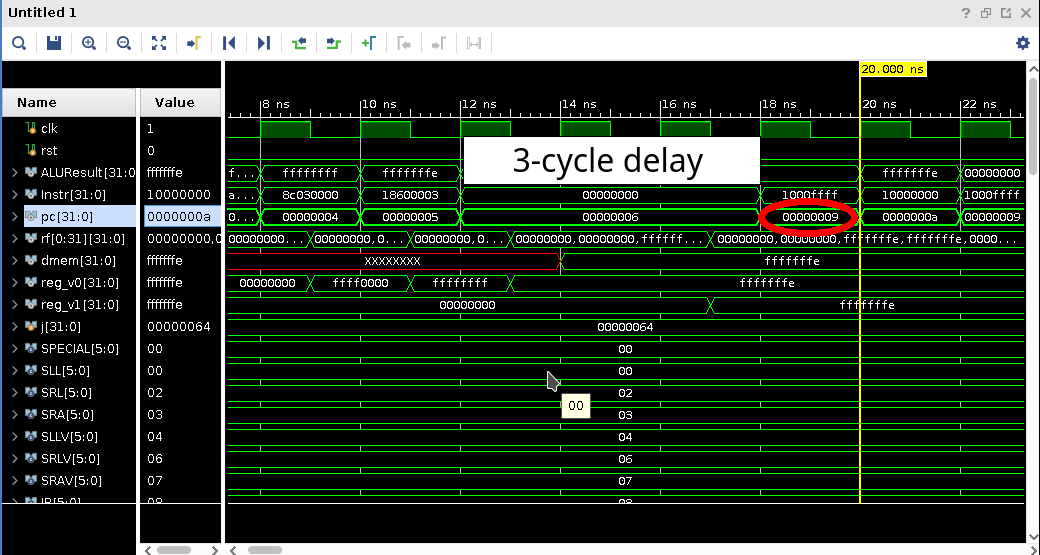 Untitled 1
20.000 ns
Name Value 8 ns 10 ns 12 ns 14 ns 16 ns 18 ns 20 ns 22 ns
clk 1
rst 0
3-cycle delay
ALUResult[31:0 fffffffe f... ffffffff fffffffe fffffffe 00000000
Instr[31:0] 10000000 a... 8c030000 18600003 00000000 1000ffff 10000000 1000ffff
pc[31:0] 0000000a 0... 00000004 00000005 00000006 00000009 0000000a 00000009
rf[0:31][31:0] 00000000,0 00000000... 00000000,0... 00000000,0... 00000000,00000000,ffffff... 00000000,00000000,fffffffe,fffffffe,0000...
dmem[31:0] fffffffe XXXXXXXX fffffffe
reg_v0[31:0] fffffffe 00000000 ffff0000 ffffffff fffffffe
reg_v1[31:0] fffffffe 00000000 fffffffe
j[31:0] 00000064 00000064
SPECIAL[5:0] 00 00
SLL[5:0] 00 00
SRL[5:0] 02 02
00
SRA[5:0] 03 03
SLLV[5:0] 04 04
SRLV[5:0] 06 06
SRAV[5:0] 07 07
JR[5:0] 08 08